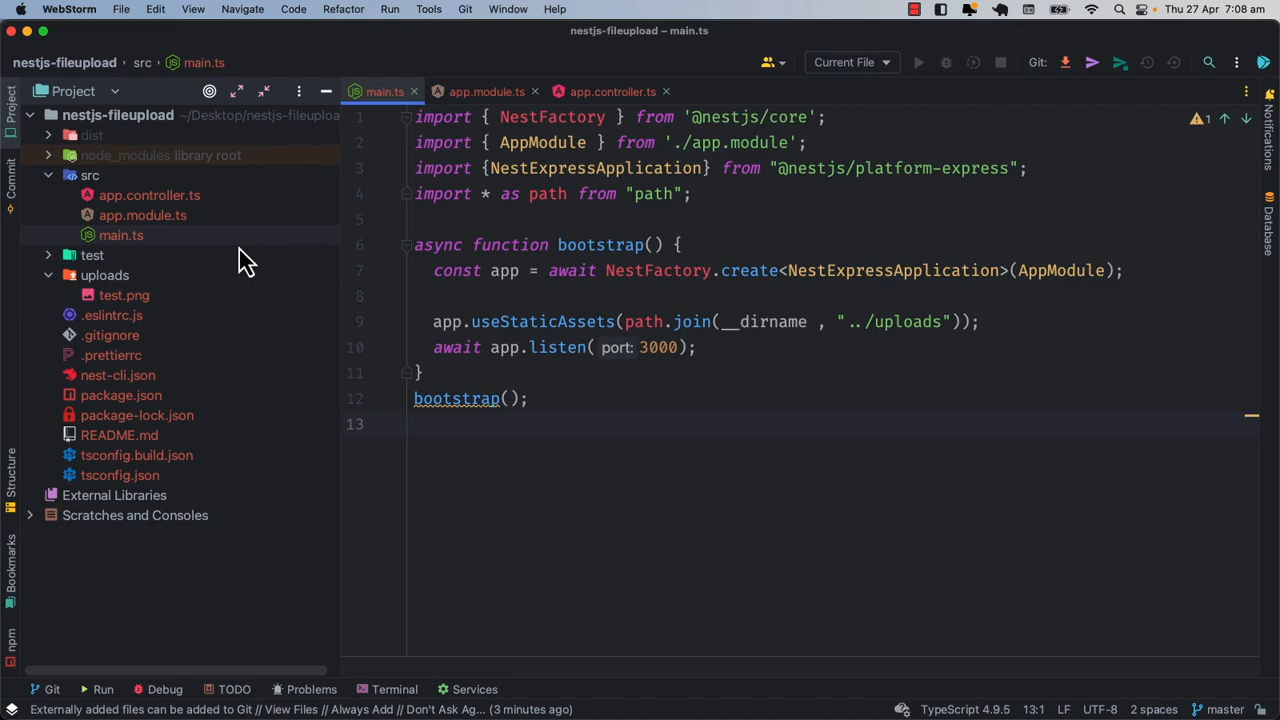 WebStorm File Edit View Navigate Code Refactor Run Tools Git Window Help Thu 27 Apr 7:08 am
nestjs-fileupload – main.ts
nestjs-fileupload src main.ts Current File Git:
Project
main.ts app.module.ts app.controller.ts
nestjs-fileupload ~/Desktop/nestjs-fileuploa
dist
node_modules library root
src
app.controller.ts
app.module.ts
main.ts
test
uploads
test.png
.eslintrc.js
.gitignore
.prettierrc
nest-cli.json
package.json
package-lock.json
README.md
tsconfig.build.json
tsconfig.json
External Libraries
Scratches and Consoles
1 import { NestFactory } from '@nestjs/core';
2 import { AppModule } from './app.module';
3 import {NestExpressApplication} from "@nestjs/platform-express";
4 import * as path from "path";
5
6 async function bootstrap() {
7 const app = await NestFactory.create<NestExpressApplication>(AppModule);
8
9 app.useStaticAssets(path.join(__dirname , "../uploads"));
10 await app.listen( port: 3000);
11 }
12 bootstrap();
13
1
Project
Commit
Structure
Bookmarks
npm
Notifications
Database
Git Run Debug TODO Problems Terminal Services
Externally added files can be added to Git // View Files // Always Add // Don't Ask Ag... (3 minutes ago) TypeScript 4.9.5 13:1 LF UTF-8 2 spaces master